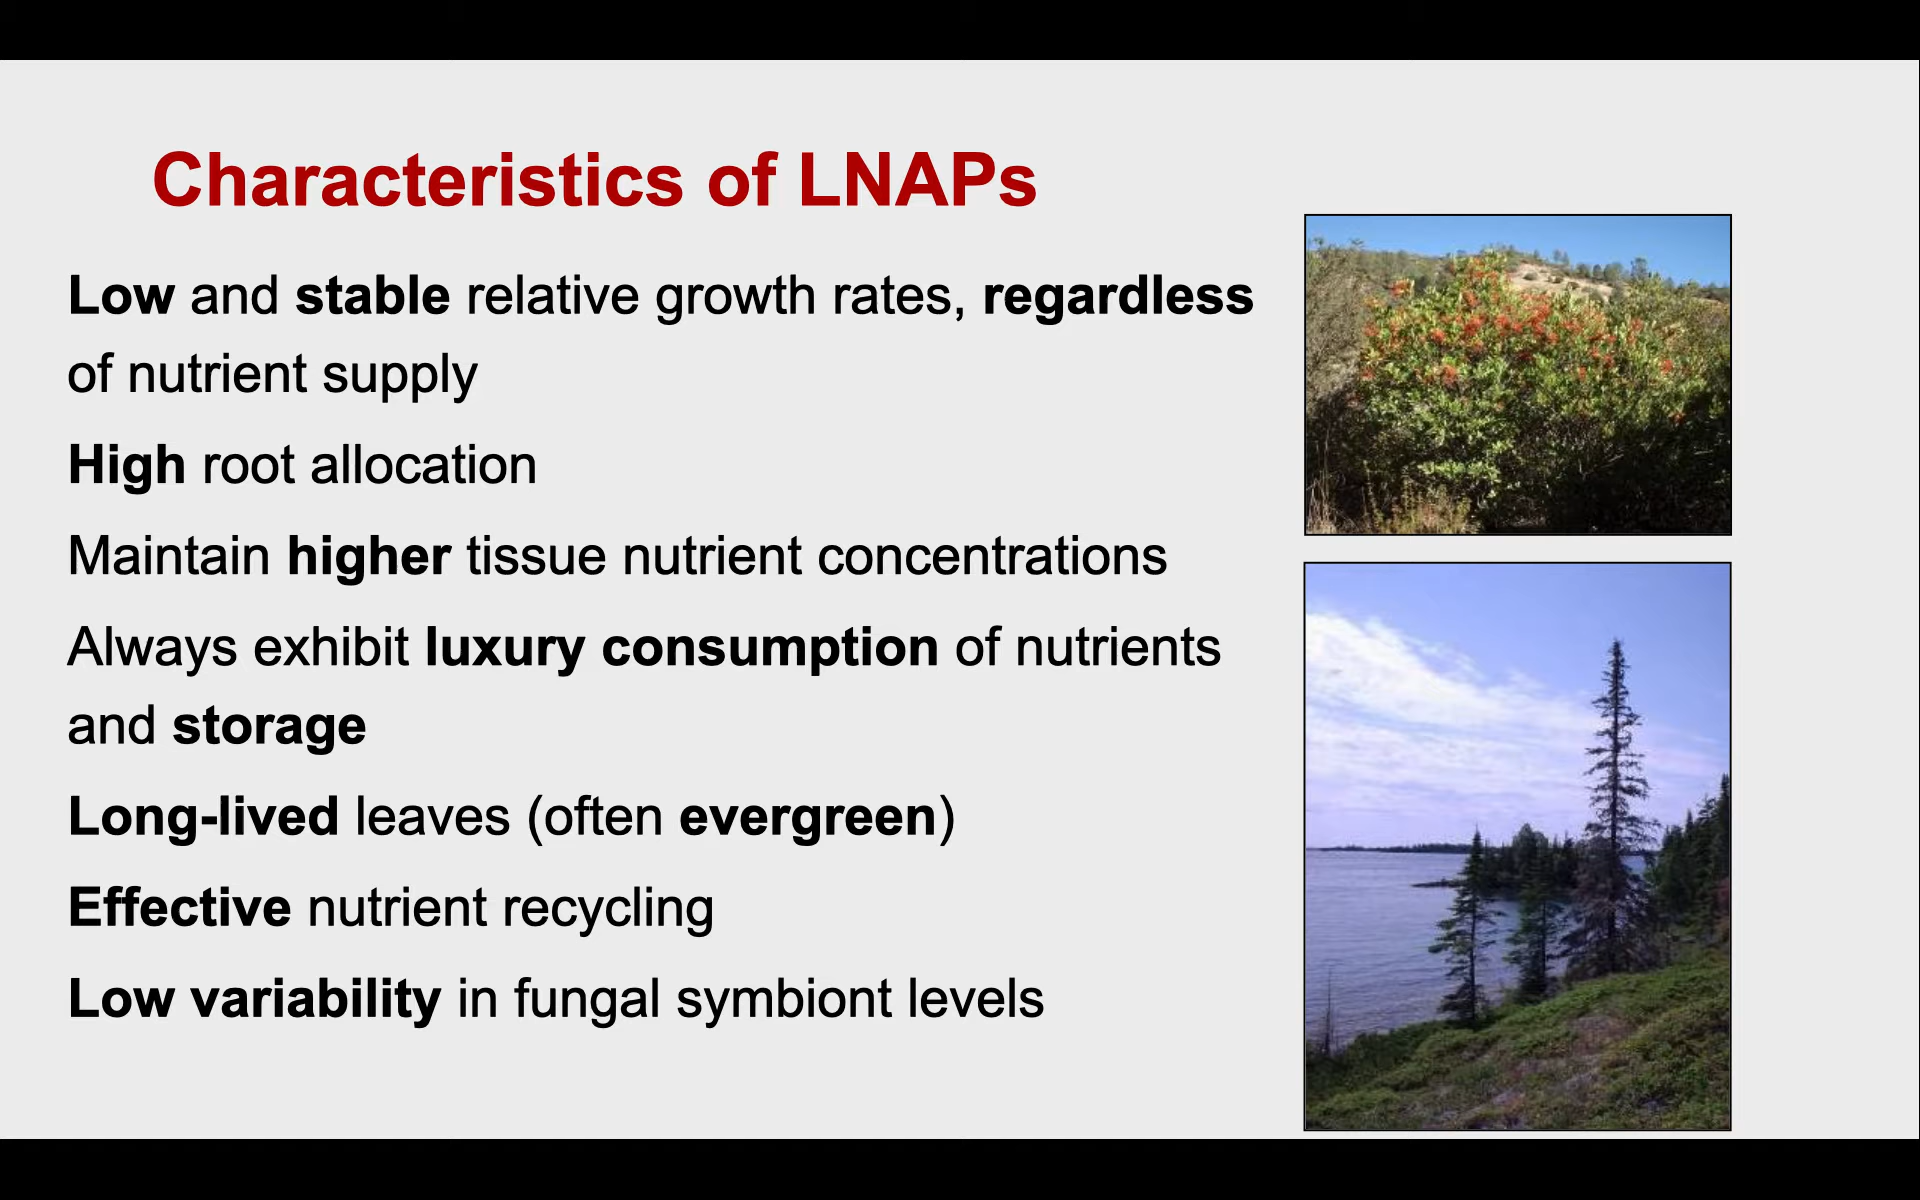 Characteristics of LNAPs
Low and stable relative growth rates, regardless
of nutrient supply
High root allocation
Maintain higher tissue nutrient concentrations
Always exhibit luxury consumption of nutrients
and storage
Long-lived leaves (often evergreen)
Effective nutrient recycling
Low variability in fungal symbiont levels